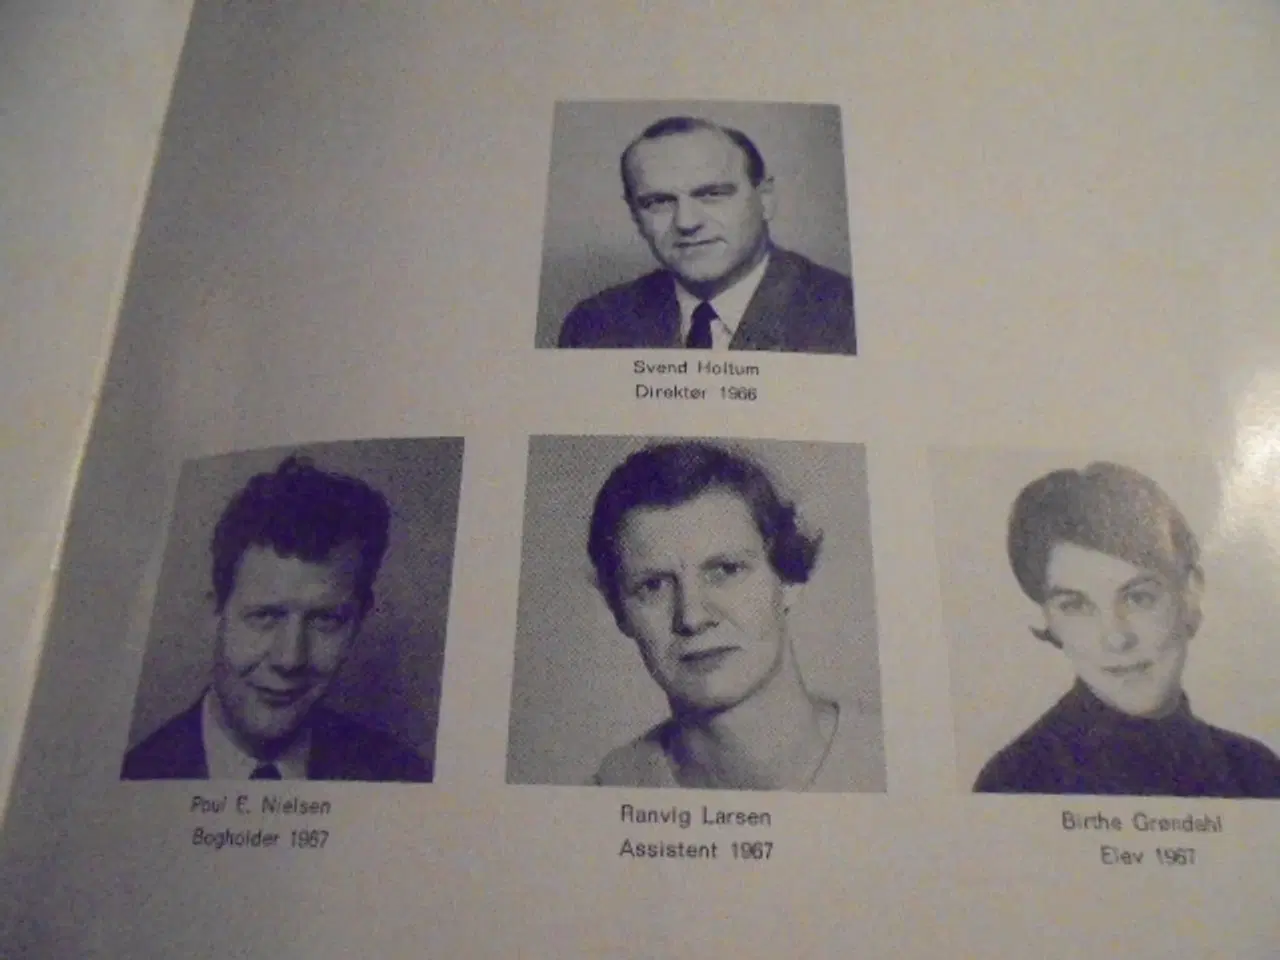 Svend Holtum
Direktør 1966
Poul E. Nielsen
Bogholder 1967
Ranvig Larsen
Assistent 1967
Birthe Grøndahl
Elev 1967